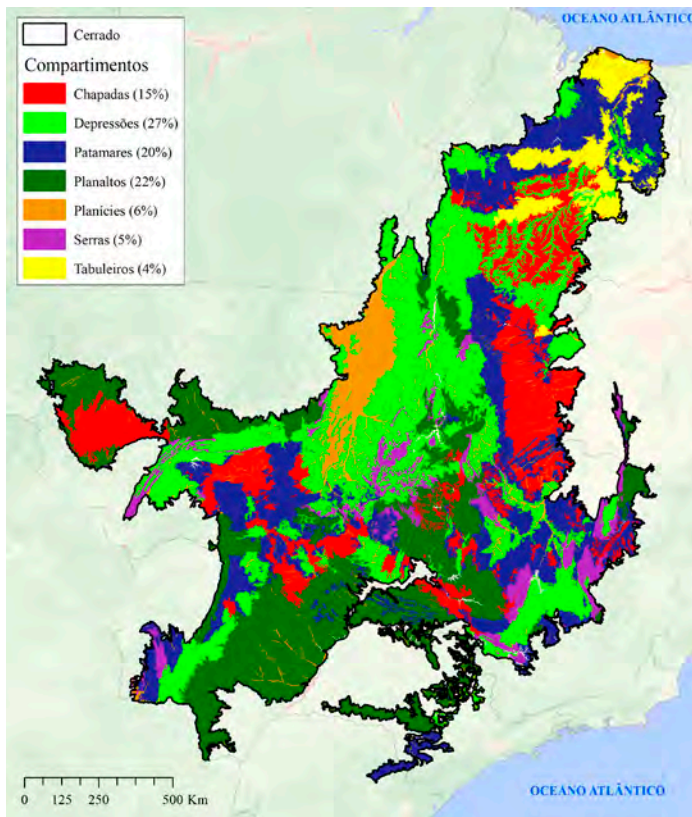 OCEANO ATLÂNTICO
Cerrado
Compartimentos
Chapadas (15%)
Depressões (27%)
Patamares (20%)
Planaltos (22%)
Planícies (6%)
Serras (5%)
Tabuleiros (4%)
0 125 250 500 Km
OCEANO ATLÂNTICO